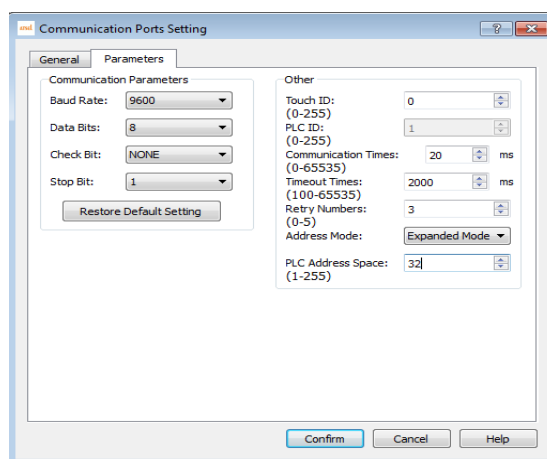 Communication Ports Setting
General
Parameters
Communication Parameters
Baud Rate: 9600
Data Bits: 8
Check Bit: NONE
Stop Bit: 1
Restore Default Setting
Other
Touch ID: 0
(0-255)
PLC ID: 1
(0-255)
Communication Times: 20 ms
(0-65535)
Timeout Times: 2000 ms
(100-65535)
Retry Numbers: 3
(0-5)
Address Mode: Expanded Mode
PLC Address Space: 32
(1-255)
Confirm
Cancel
Help